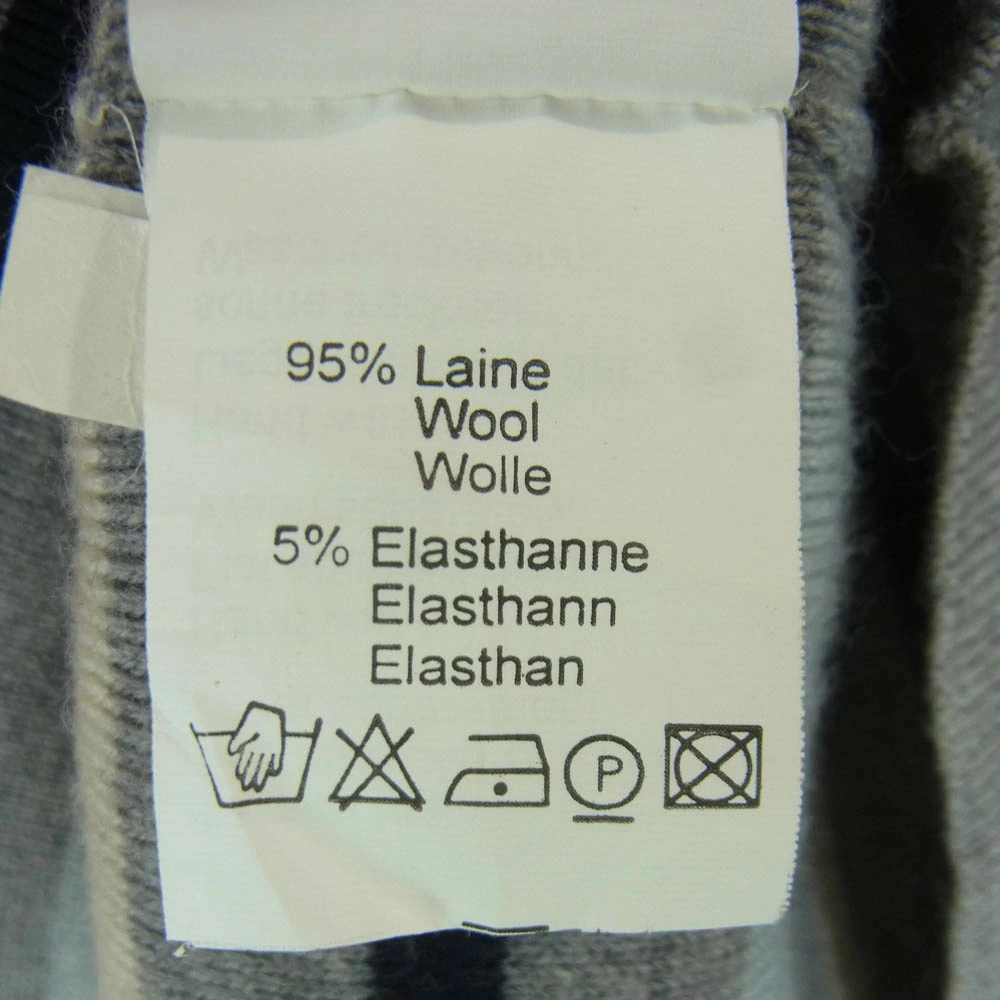 95% Laine
Wool
Wolle
5% Elasthanne
Elasthann
Elasthan
P